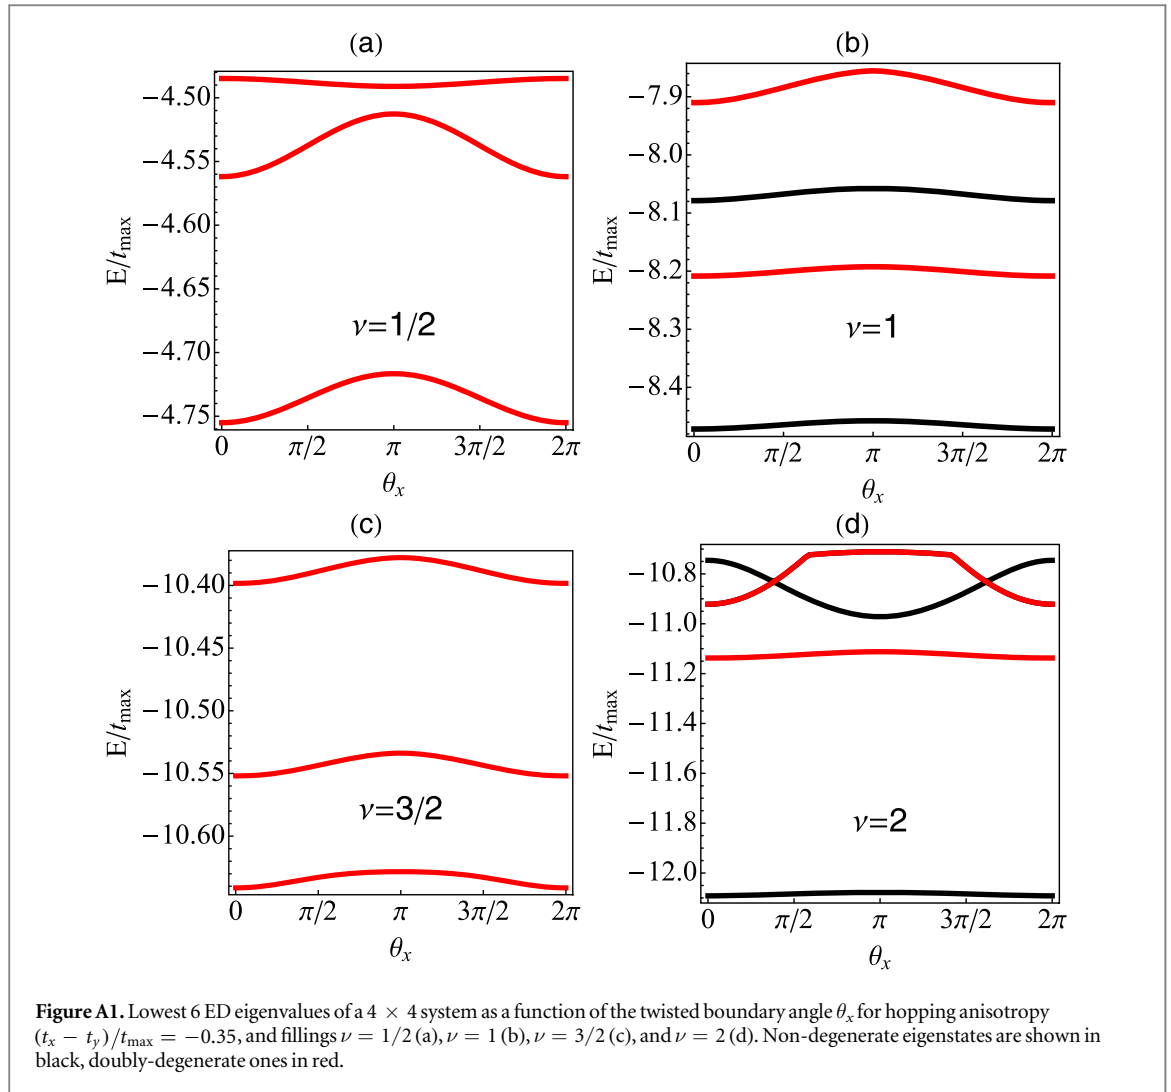 (a)
−4.50
−4.55
−4.60
−4.65
−4.70
−4.75
E/t_max
ν=1/2
0 π/2 π 3π/2 2π
θ_x
(b)
−7.9
−8.0
−8.1
−8.2
−8.3
−8.4
E/t_max
ν=1
0 π/2 π 3π/2 2π
θ_x
(c)
−10.40
−10.45
−10.50
−10.55
−10.60
E/t_max
ν=3/2
0 π/2 π 3π/2 2π
θ_x
(d)
−10.8
−11.0
−11.2
−11.4
−11.6
−11.8
−12.0
E/t_max
ν=2
0 π/2 π 3π/2 2π
θ_x
Figure A1. Lowest 6 ED eigenvalues of a 4 × 4 system as a function of the twisted boundary angle θ_x for hopping anisotropy
(t_x − t_y)/t_max = −0.35, and fillings ν = 1/2 (a), ν = 1 (b), ν = 3/2 (c), and ν = 2 (d). Non-degenerate eigenstates are shown in
black, doubly-degenerate ones in red.